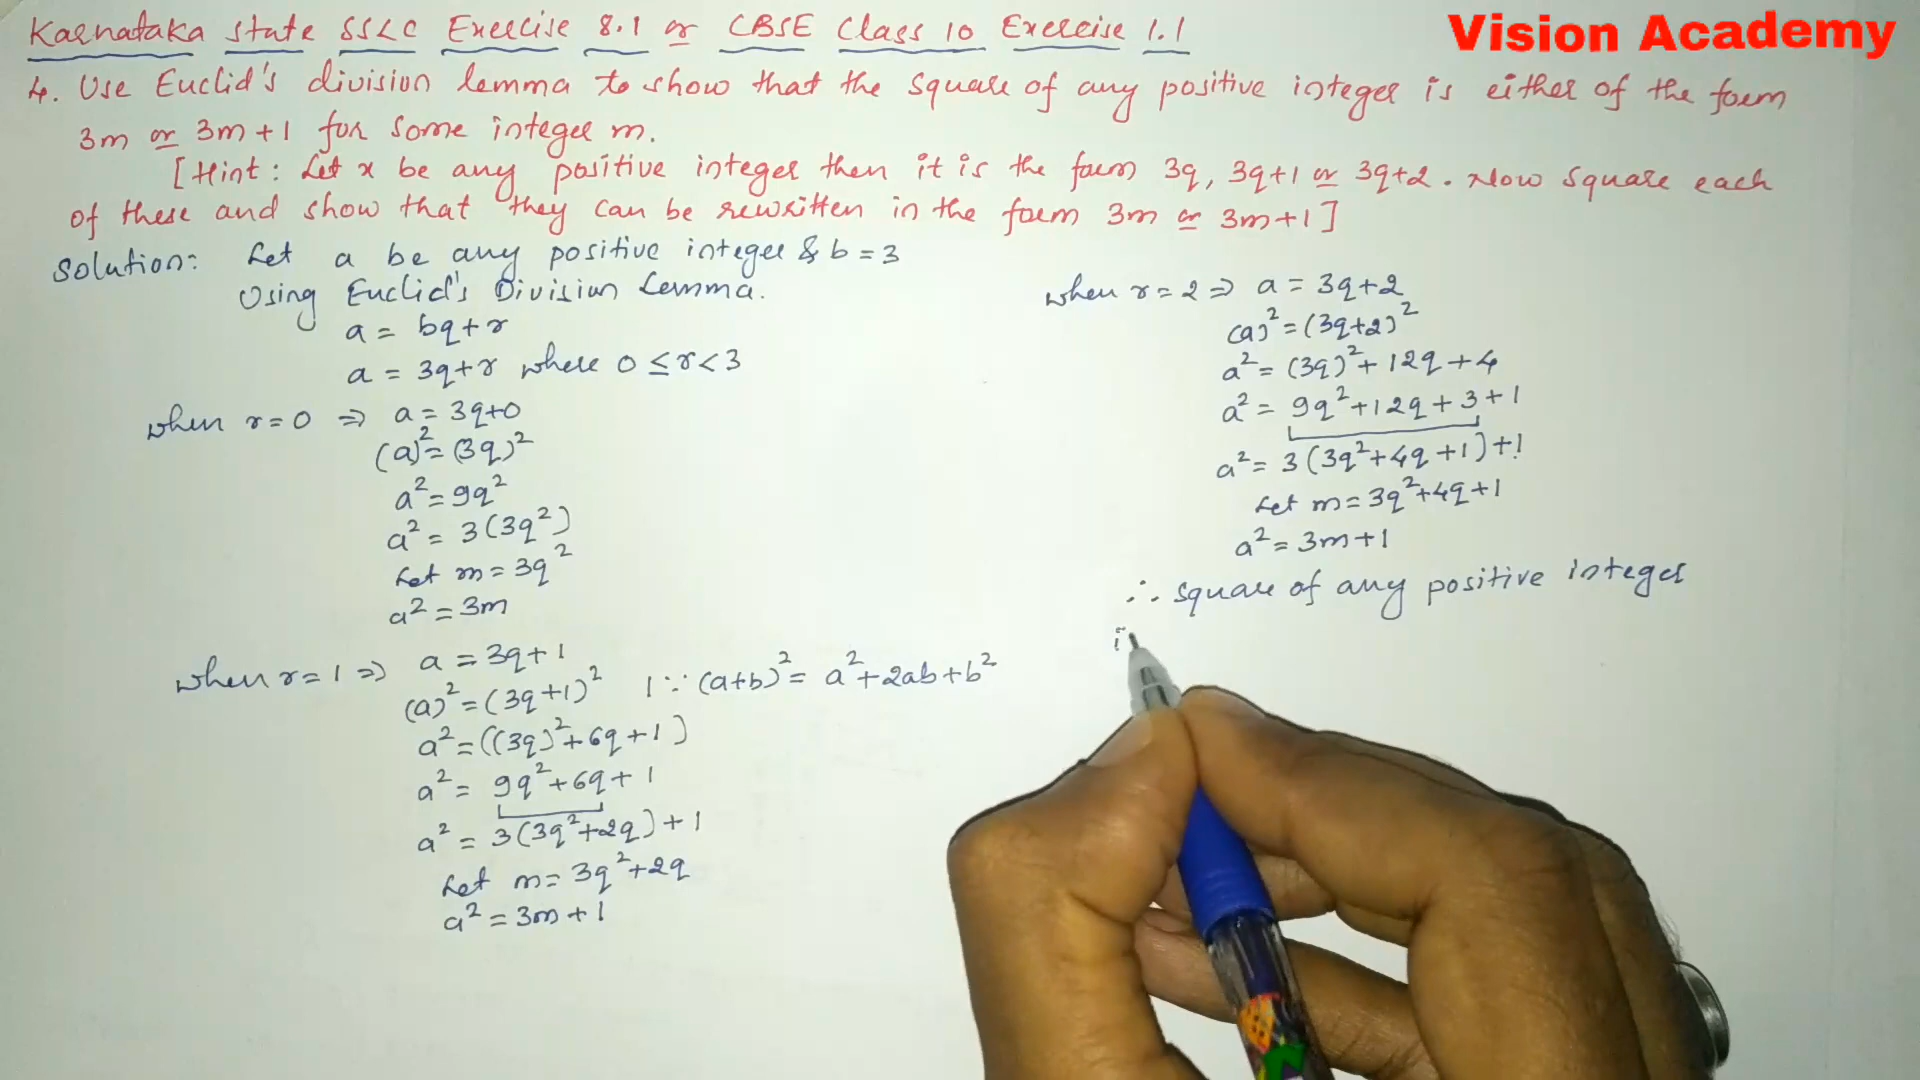 Karnataka State SSLC Exercise 8.1 or CBSE Class 10 Exercise 1.1
Vision Academy
4. Use Euclid's division lemma to show that the square of any positive integer is either of the form
3m or 3m+1 for some integer m.
[Hint: Let x be any positive integer then it is the form 3q, 3q+1 or 3q+2. Now square each
of these and show that they can be rewritten in the form 3m or 3m+1]
Solution: Let a be any positive integer & b = 3
Using Euclid's Division Lemma.
a = bq+r
a = 3q+r where 0 ≤ r < 3
when r=0 ⇒ a = 3q+0
(a)² = (3q)²
a² = 9q²
a² = 3(3q²)
Let m = 3q²
a² = 3m
when r=1 ⇒ a = 3q+1
(a)² = (3q+1)² | ∵ (a+b)² = a²+2ab+b²
a² = ((3q)²+6q+1)
a² = 9q²+6q+1
a² = 3(3q²+2q)+1
Let m = 3q²+2q
a² = 3m+1
when r=2 ⇒ a = 3q+2
(a)² = (3q+2)²
a² = (3q)²+12q+4
a² = 9q²+12q+3+1
a² = 3(3q²+4q+1)+1
Let m = 3q²+4q+1
a² = 3m+1
∴ square of any positive integer
i